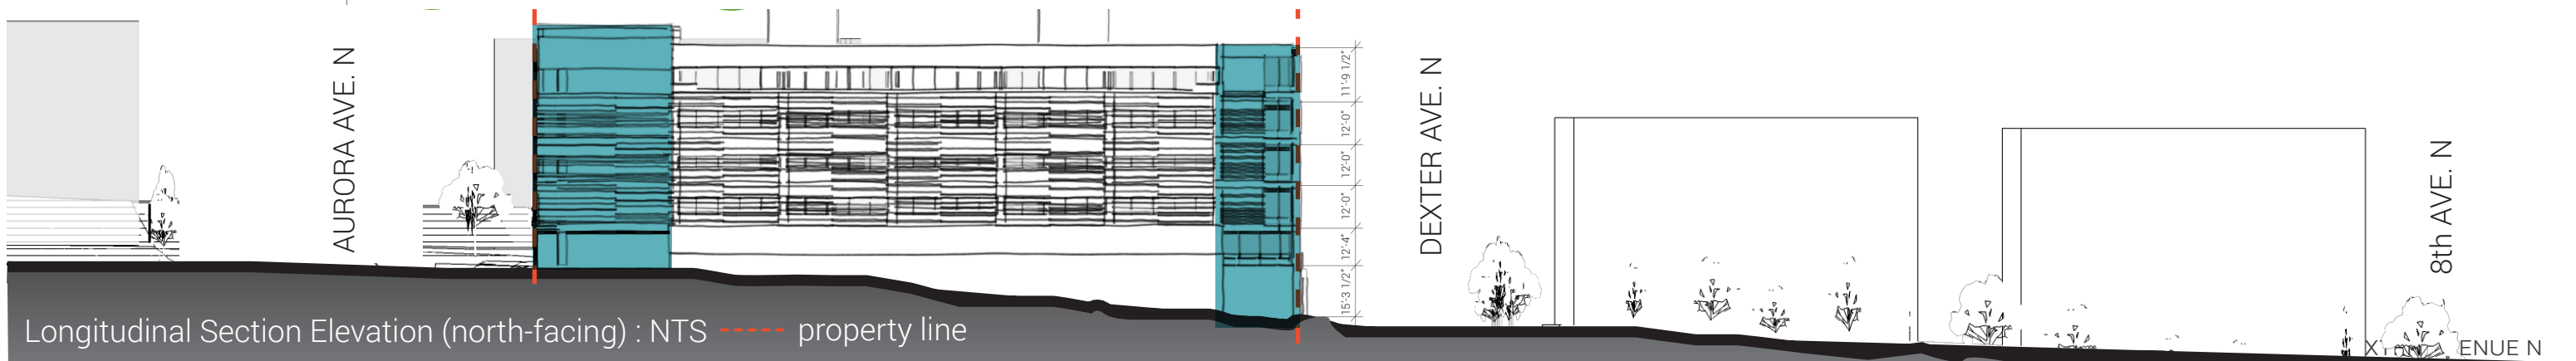 AURORA AVE. N
11'-9 1/2"
12'-0"
12'-0"
12'-0"
12'-4"
15'-3 1/2"
DEXTER AVE. N
8th AVE. N
Longitudinal Section Elevation (north-facing) : NTS
property line
X
ENUE N